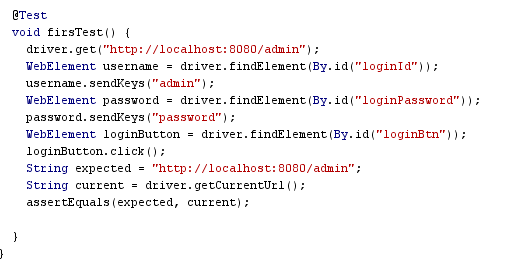 @Test
void firsTest() {
driver.get("http://localhost:8080/admin");
WebElement username = driver.findElement(By.id("loginId"));
username.sendKeys("admin");
WebElement password = driver.findElement(By.id("loginPassword"));
password.sendKeys("password");
WebElement loginButton = driver.findElement(By.id("loginBtn"));
loginButton.click();
String expected = "http://localhost:8080/admin";
String current = driver.getCurrentUrl();
assertEquals(expected, current);
}
}